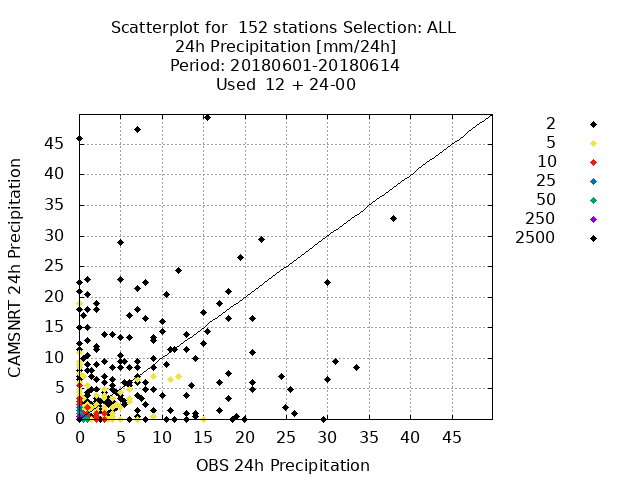 Scatterplot for  152 stations Selection: ALL
24h Precipitation [mm/24h]
Period: 20180601-20180614
Used  12 + 24-00
CAMSNRT 24h Precipitation
45
40
35
30
25
20
15
10
5
0
0 5 10 15 20 25 30 35 40 45
OBS 24h Precipitation
2
5
10
25
50
250
2500